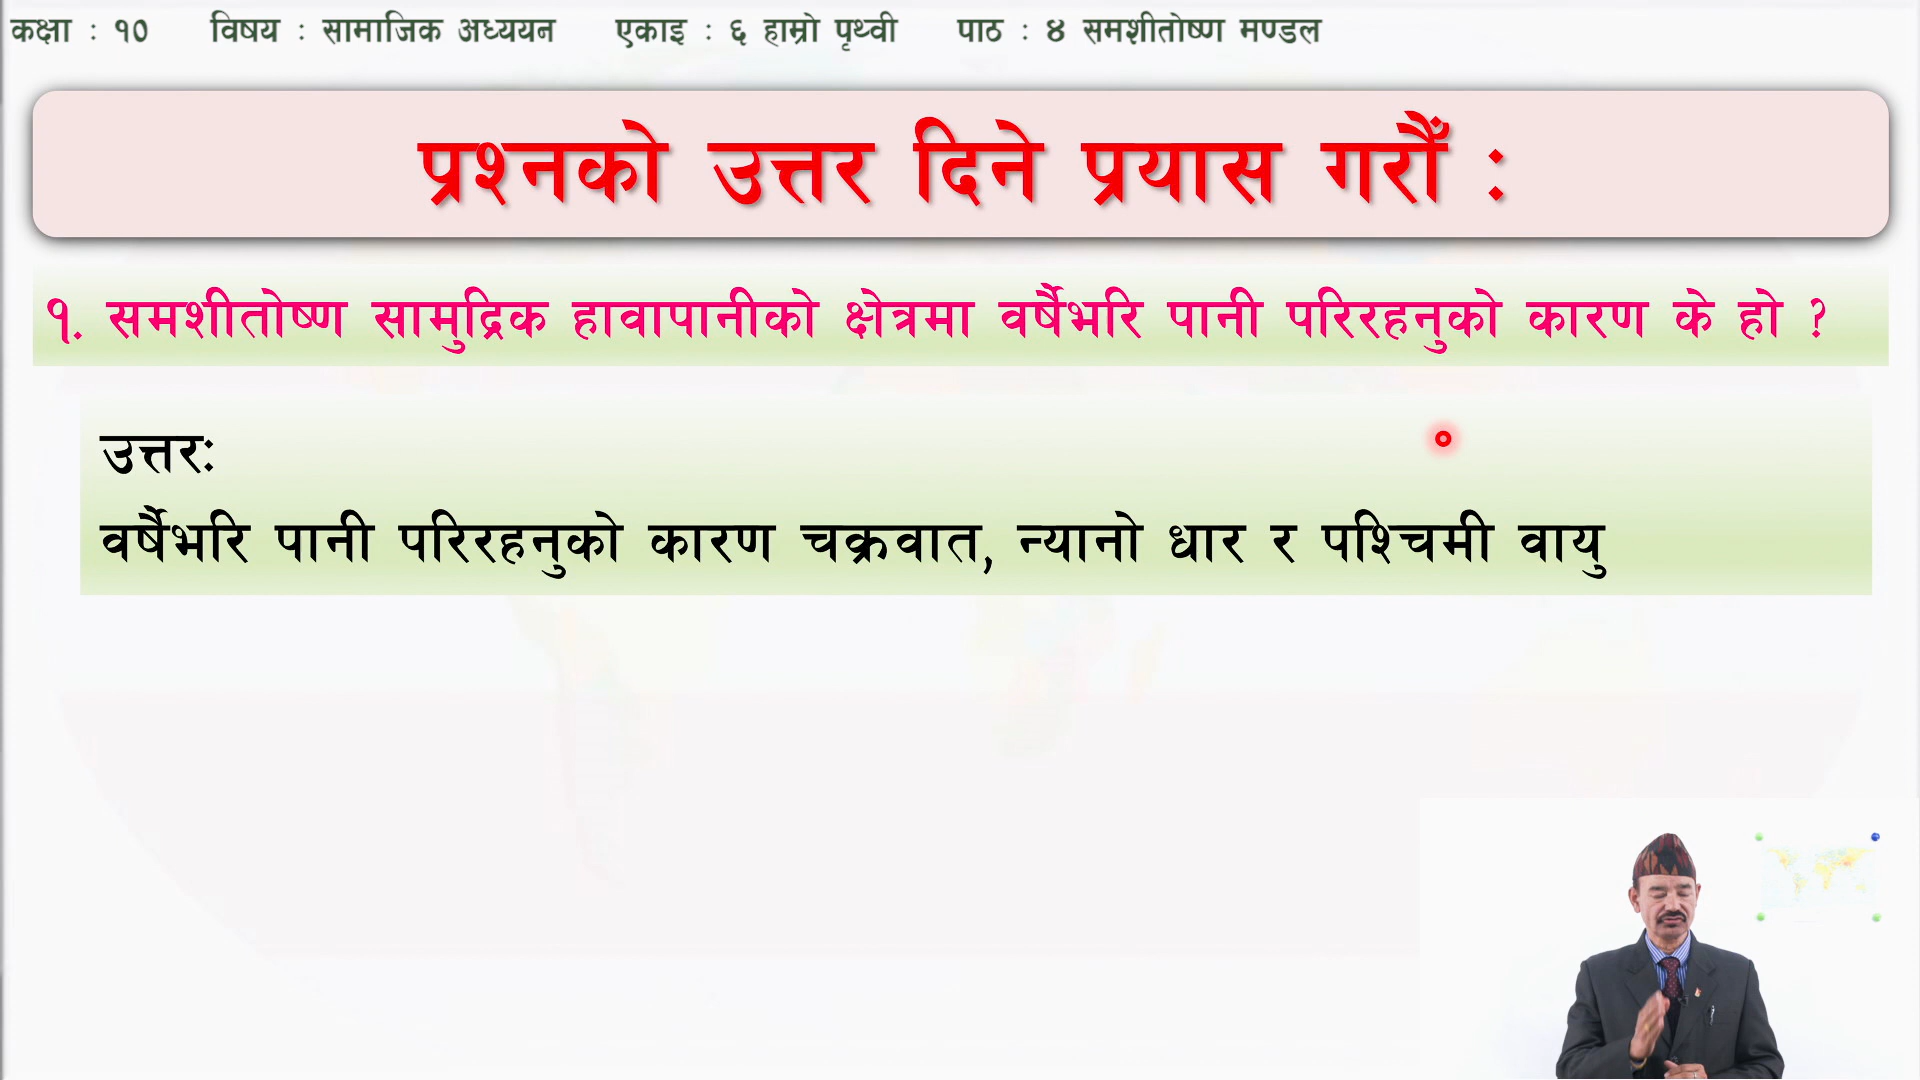 कक्षा : १० विषय : सामाजिक अध्ययन एकाइ : ६ हाम्रो पृथ्वी पाठ : ४ समशीतोष्ण मण्डल
प्रश्नको उत्तर दिने प्रयास गरौँ :
१. समशीतोष्ण सामुद्रिक हावापानीको क्षेत्रमा वर्षैभरि पानी परिरहनुको कारण के हो ?
उत्तरः
वर्षैभरि पानी परिरहनुको कारण चक्रवात, न्यानो धार र पश्चिमी वायु